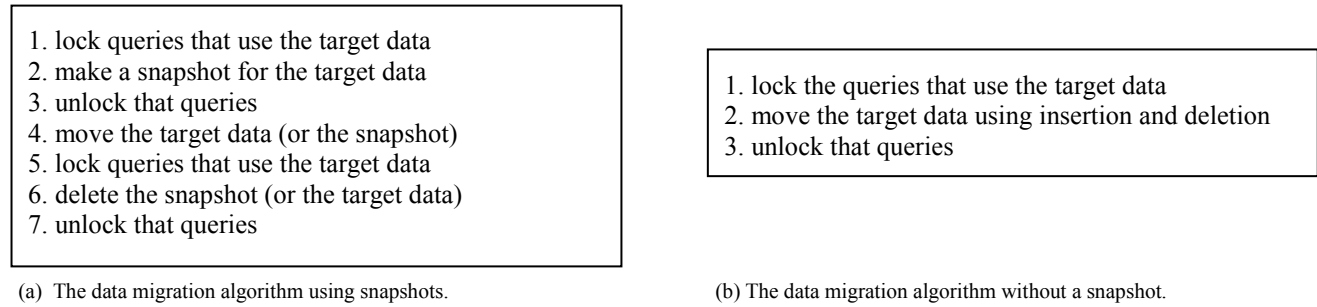 1. lock queries that use the target data
2. make a snapshot for the target data
3. unlock that queries
4. move the target data (or the snapshot)
5. lock queries that use the target data
6. delete the snapshot (or the target data)
7. unlock that queries
(a) The data migration algorithm using snapshots.
1. lock the queries that use the target data
2. move the target data using insertion and deletion
3. unlock that queries
(b) The data migration algorithm without a snapshot.